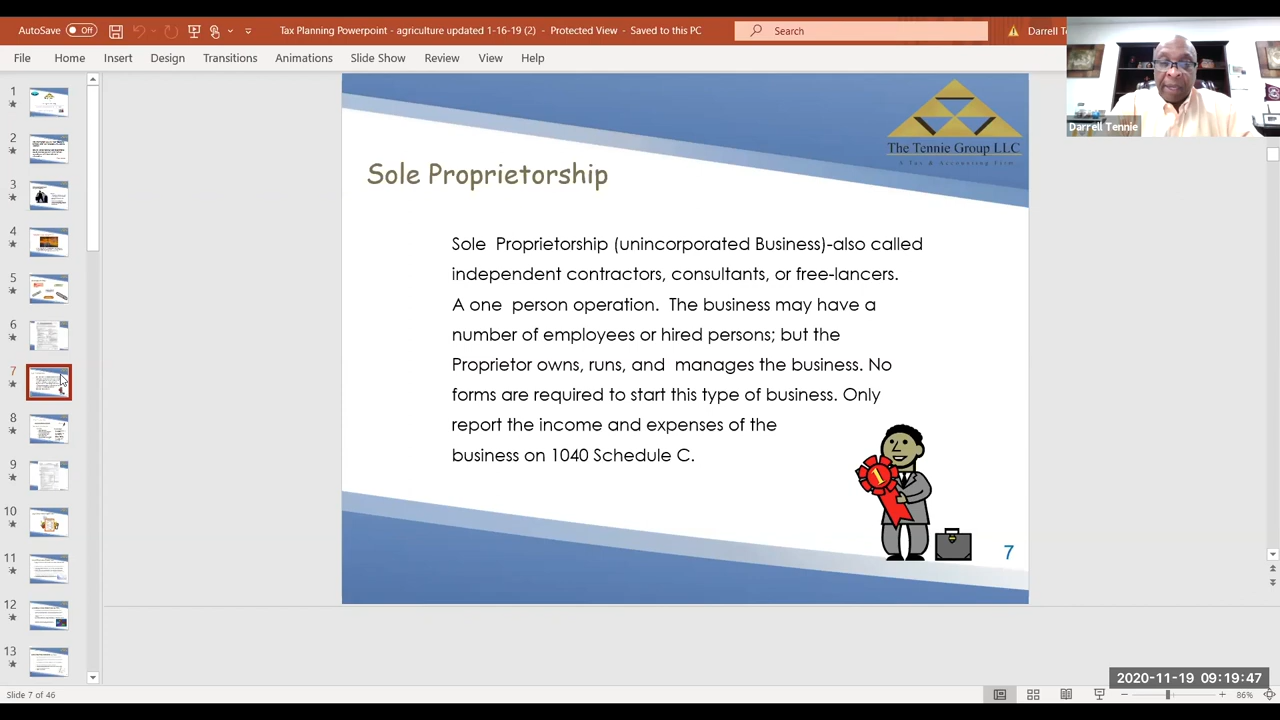 AutoSave Off Tax Planning Powerpoint - agriculture updated 1-16-19 (2) - Protected View - Saved to this PC Search Darrell Te
File Home Insert Design Transitions Animations Slide Show Review View Help
Darrell Tennie
1
2
3
4
5
7
8
9
10
11
12
13
The Tennie Group LLC
A Tax & Accounting Firm
Sole Proprietorship
Sole Proprietorship (unincorporated Business)-also called
independent contractors, consultants, or free-lancers.
A one person operation. The business may have a
number of employees or hired persons; but the
Proprietor owns, runs, and manages the business. No
forms are required to start this type of business. Only
report the income and expenses of the
business on 1040 Schedule C.
1
7
2020-11-19 09:19:47
Slide 7 of 46 86%